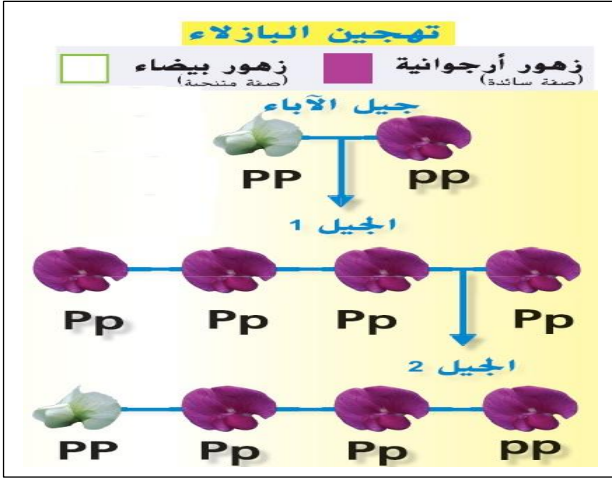 تهجين البازلاء
زهور أرجوانية زهور بيضاء
(صفة سائدة) (صفة متنحية)
جيل الآباء
PP pp
الجيل 1
Pp Pp Pp Pp
الجيل 2
PP Pp Pp pp